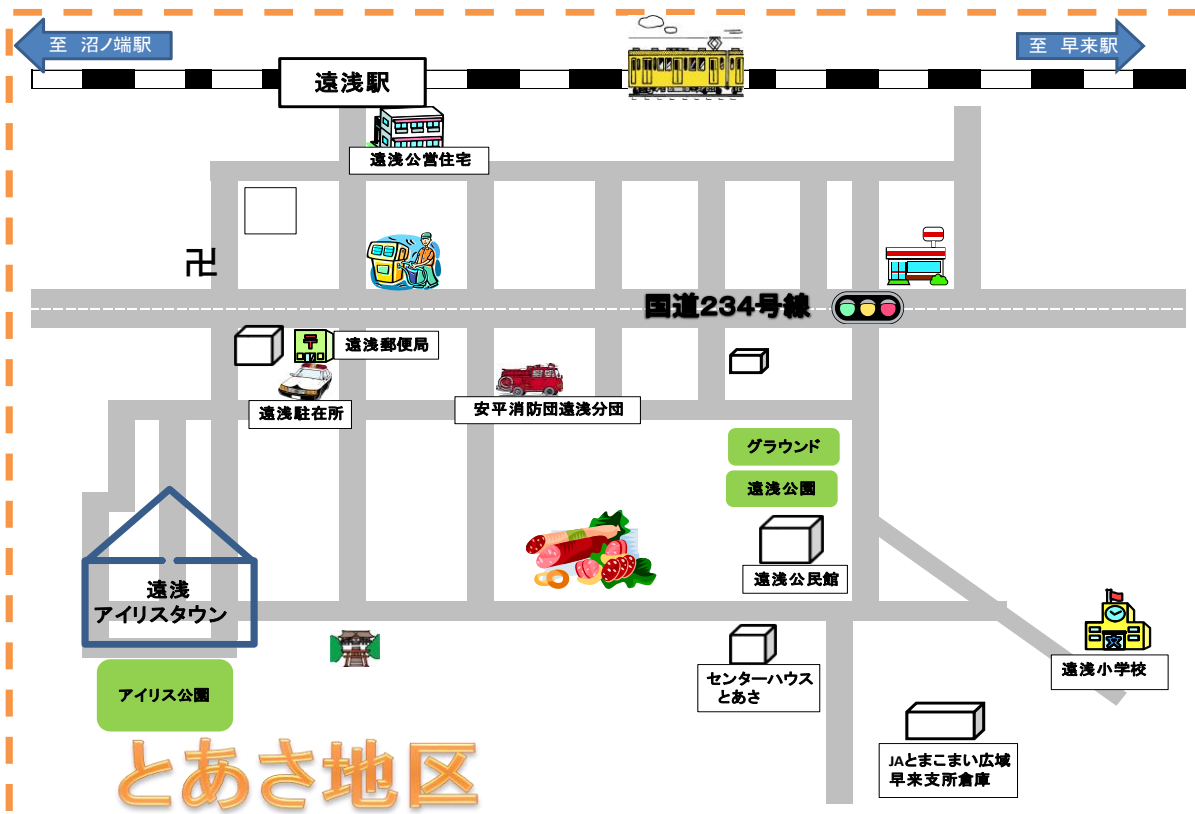 至 沼ノ端駅
至 早来駅
遠浅駅
遠浅公営住宅
卍
国道234号線
遠浅郵便局
遠浅駐在所
安平消防団遠浅分団
グラウンド
遠浅公園
遠浅公民館
遠浅
アイリスタウン
文
遠浅小学校
センターハウス
とあさ
アイリス公園
JAとまこまい広域
早来支所倉庫
とあさ地区